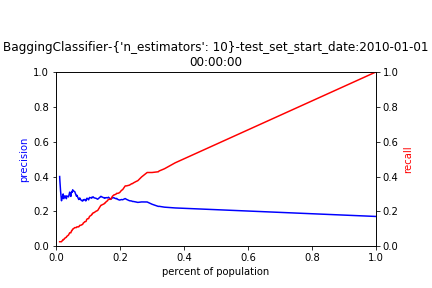 BaggingClassifier-{'n_estimators': 10}-test_set_start_date:2010-01-01
00:00:00
1.0
0.8
0.6
0.4
0.2
0.0
precision
1.0
0.8
0.6
0.4
0.2
0.0
recall
0.0 0.2 0.4 0.6 0.8 1.0
percent of population